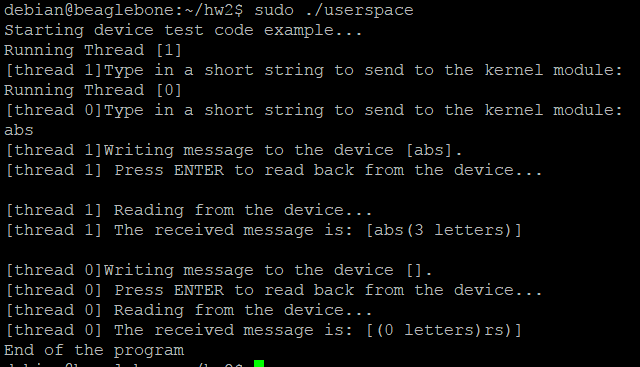 debian@beaglebone:~/hw2$ sudo ./userspace
Starting device test code example...
Running Thread [1]
[thread 1]Type in a short string to send to the kernel module:
Running Thread [0]
[thread 0]Type in a short string to send to the kernel module:
abs
[thread 1]Writing message to the device [abs].
[thread 1] Press ENTER to read back from the device...
[thread 1] Reading from the device...
[thread 1] The received message is: [abs(3 letters)]
[thread 0]Writing message to the device [].
[thread 0] Press ENTER to read back from the device...
[thread 0] Reading from the device...
[thread 0] The received message is: [(0 letters)rs)]
End of the program
debian@beaglebone:~/hw2$